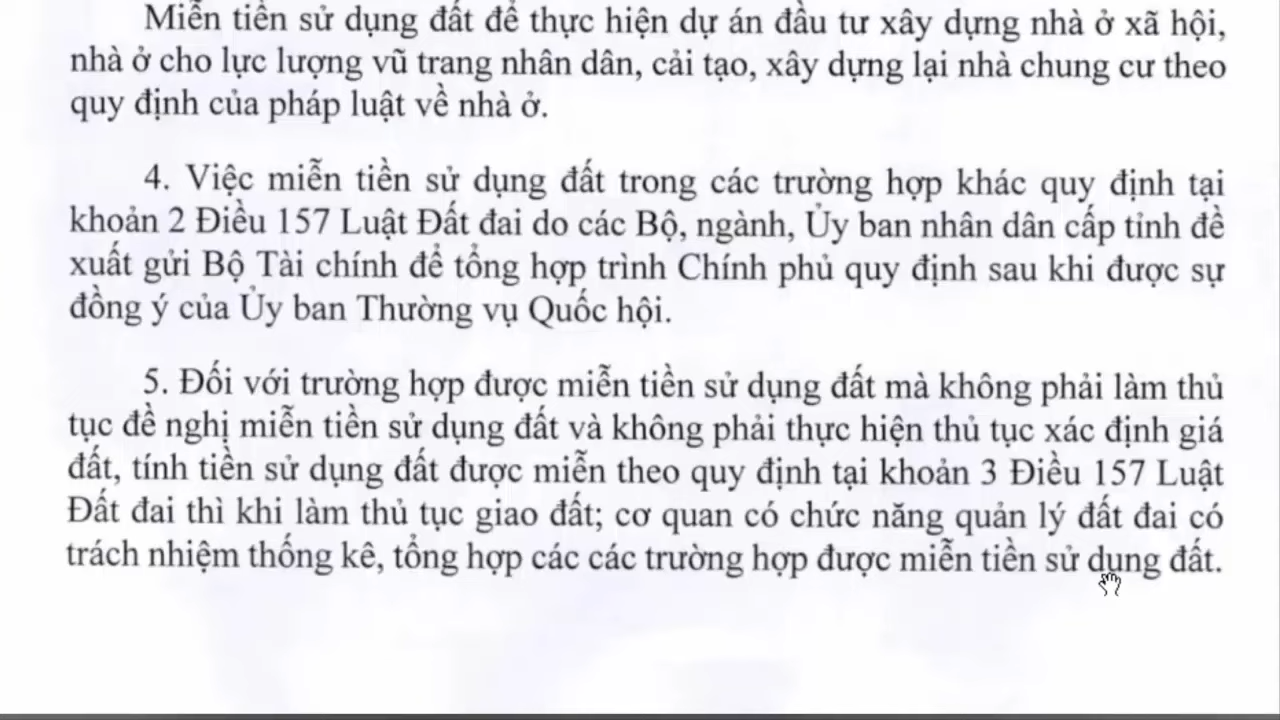 Miễn tiền sử dụng đất để thực hiện dự án đầu tư xây dựng nhà ở xã hội,
nhà ở cho lực lượng vũ trang nhân dân, cải tạo, xây dựng lại nhà chung cư theo
quy định của pháp luật về nhà ở.
4. Việc miễn tiền sử dụng đất trong các trường hợp khác quy định tại
khoản 2 Điều 157 Luật Đất đai do các Bộ, ngành, Ủy ban nhân dân cấp tỉnh đề
xuất gửi Bộ Tài chính để tổng hợp trình Chính phủ quy định sau khi được sự
đồng ý của Ủy ban Thường vụ Quốc hội.
5. Đối với trường hợp được miễn tiền sử dụng đất mà không phải làm thủ
tục đề nghị miễn tiền sử dụng đất và không phải thực hiện thủ tục xác định giá
đất, tính tiền sử dụng đất được miễn theo quy định tại khoản 3 Điều 157 Luật
Đất đai thì khi làm thủ tục giao đất; cơ quan có chức năng quản lý đất đai có
trách nhiệm thống kê, tổng hợp các các trường hợp được miễn tiền sử dụng đất.